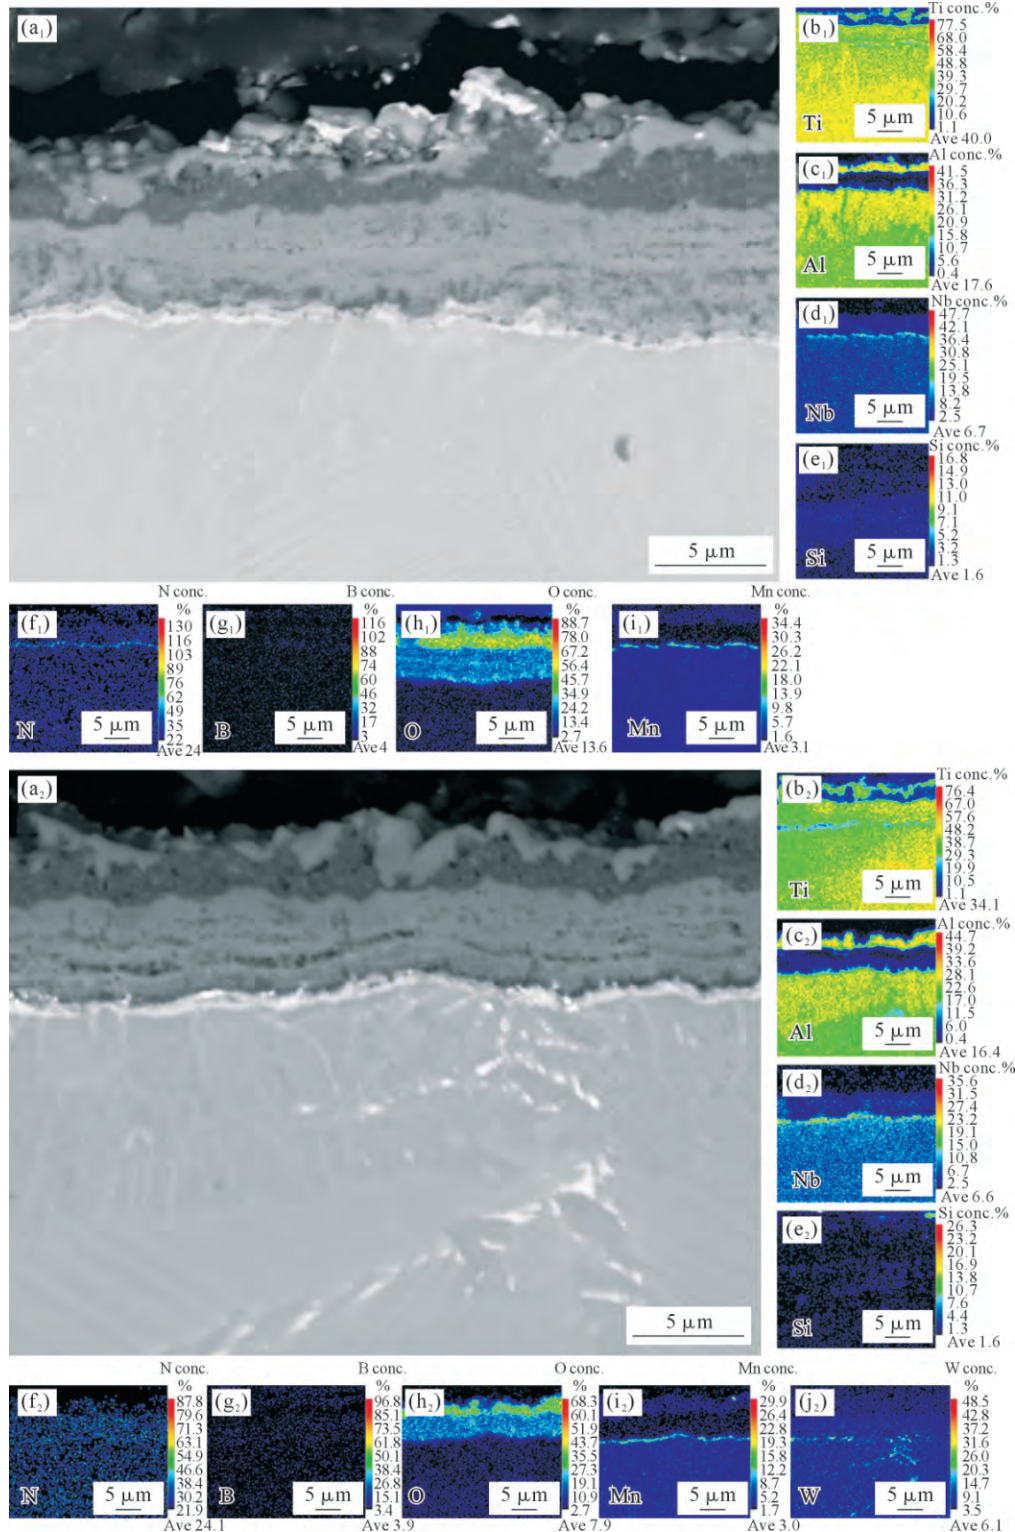 (a₁)
5 μm
(b₁)
Ti conc.%
77.5
68.0
58.4
48.8
39.3
29.7
20.2
10.6
1.1
Ave 40.0
Ti
5 μm
(c₁)
Al conc.%
41.5
36.3
31.2
26.1
20.9
15.8
10.7
5.6
0.4
Ave 17.6
Al
5 μm
(d₁)
Nb conc.%
47.7
42.1
36.4
30.8
25.1
19.5
13.8
8.2
2.5
Ave 6.7
Nb
5 μm
(e₁)
Si conc.%
16.8
14.9
13.0
11.0
9.1
7.1
5.2
3.2
1.3
Ave 1.6
Si
5 μm
(f₁)
N conc.
%
130
116
103
89
76
62
49
35
22
Ave 24
N
5 μm
(g₁)
B conc.
%
116
102
88
74
60
46
32
17
3
Ave 4
B
5 μm
(h₁)
O conc.
%
88.7
78.0
67.2
56.4
45.7
34.9
24.2
13.4
2.7
Ave 13.6
O
5 μm
(i₁)
Mn conc.
%
34.4
30.3
26.2
22.1
18.0
13.9
9.8
5.7
1.6
Ave 3.1
Mn
5 μm
(a₂)
5 μm
(b₂)
Ti conc.%
76.4
67.0
57.6
48.2
38.7
29.3
19.9
10.5
1.1
Ave 34.1
Ti
5 μm
(c₂)
Al conc.%
44.7
39.2
33.6
28.1
22.6
17.0
11.5
6.0
0.4
Ave 16.4
Al
5 μm
(d₂)
Nb conc.%
35.6
31.5
27.4
23.2
19.1
15.0
10.8
6.7
2.5
Ave 6.6
Nb
5 μm
(e₂)
Si conc.%
26.3
23.2
20.1
16.9
13.8
10.7
7.6
4.4
1.3
Ave 1.6
Si
5 μm
(f₂)
N conc.
%
87.8
79.6
71.3
63.1
54.9
46.6
38.4
30.2
21.9
Ave 24.1
N
5 μm
(g₂)
B conc.
%
96.8
85.1
73.5
61.8
50.1
38.4
26.8
15.1
3.4
Ave 3.9
B
5 μm
(h₂)
O conc.
%
68.3
60.1
51.9
43.7
35.5
27.3
19.1
10.9
2.7
Ave 7.9
O
5 μm
(i₂)
Mn conc.
%
29.9
26.4
22.8
19.3
15.8
12.2
8.7
5.2
1.7
Ave 3.0
Mn
5 μm
(j₂)
W conc.
%
48.5
42.8
37.2
31.6
26.0
20.3
14.7
9.1
3.5
Ave 6.1
W
5 μm